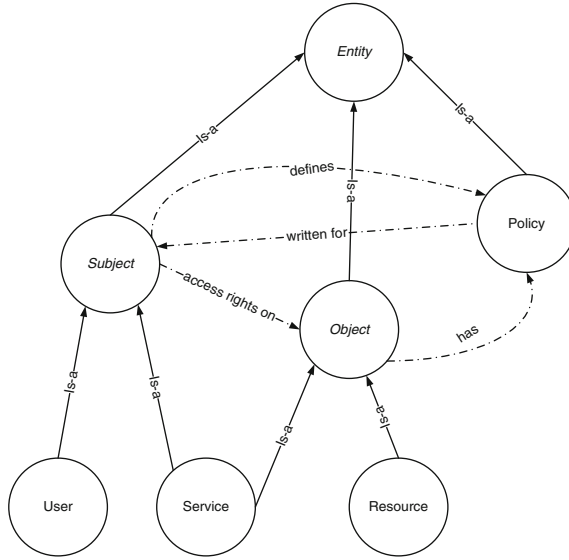 Entity
Is-a
Is-a
Is-a
defines
Policy
written for
Subject
access rights on
Object
has
Is-a
Is-a
Is-a
Is-a
User
Service
Resource